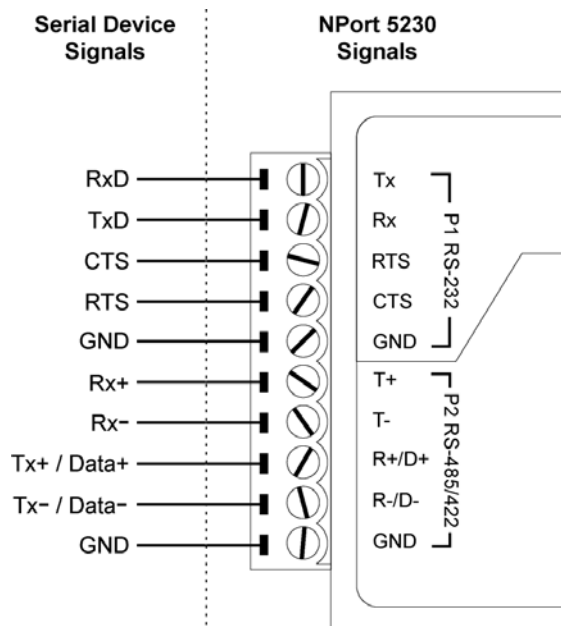 Serial Device
Signals
NPort 5230
Signals
RxD
Tx
TxD
Rx
CTS
RTS
RTS
CTS
GND
GND
P1 RS-232
Rx+
T+
Rx-
T-
Tx+ / Data+
R+/D+
Tx- / Data-
R-/D-
GND
GND
P2 RS-485/422